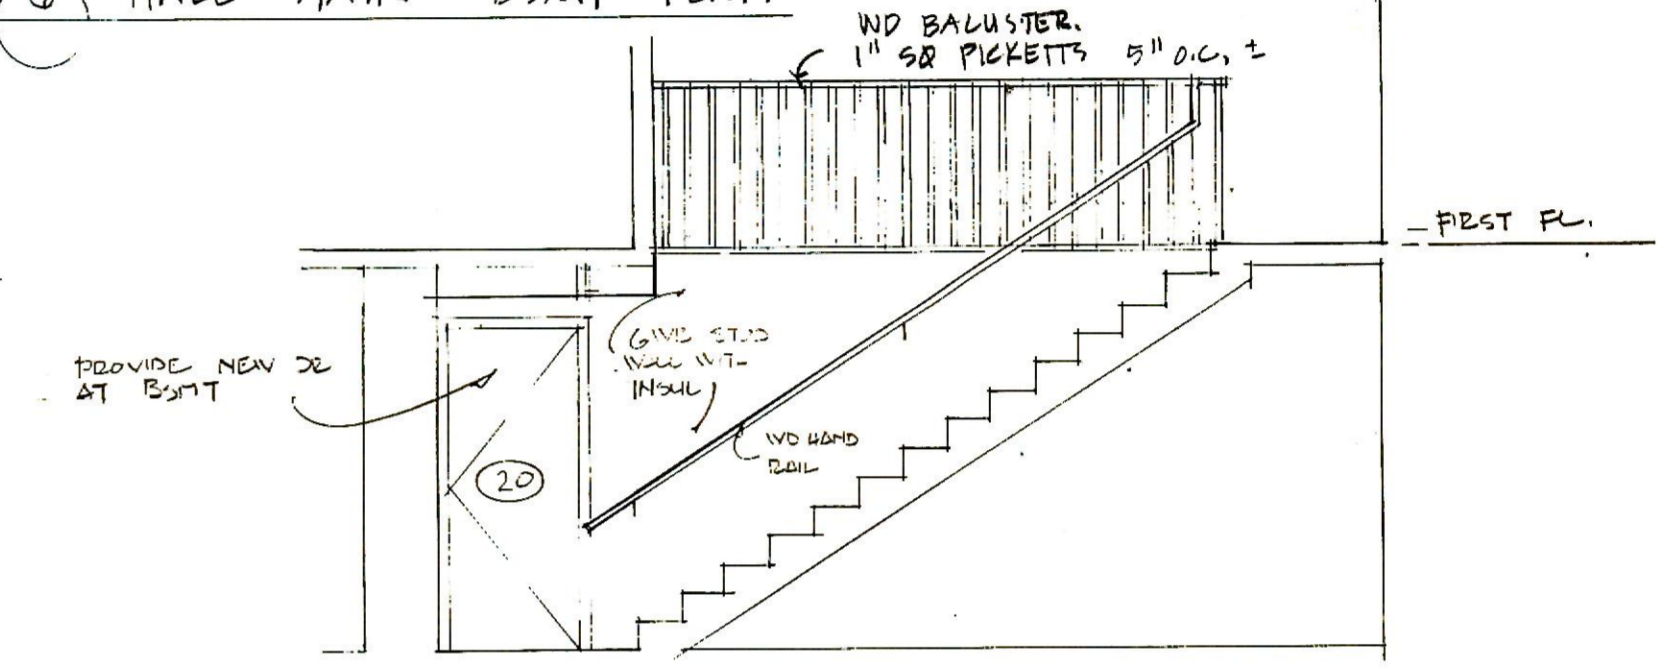 HALL
WD BALUSTER.
1" SQ PICKETTS 5" O.C. ±
FIRST FL.
GWB STUD
INSUL
PROVIDE NEW DR
AT BSMT
WD HAND
RAIL
20